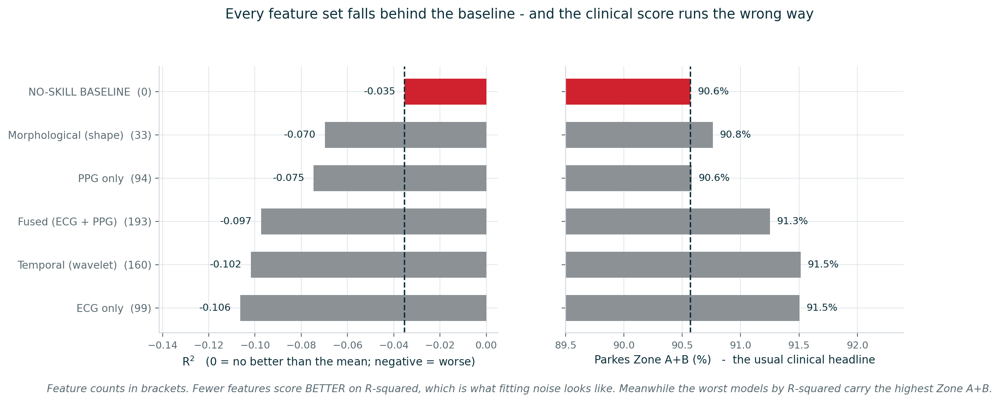 Every feature set falls behind the baseline - and the clinical score runs the wrong way
NO-SKILL BASELINE (0)
Morphological (shape) (33)
PPG only (94)
Fused (ECG + PPG) (193)
Temporal (wavelet) (160)
ECG only (99)
-0.035
-0.070
-0.075
-0.097
-0.102
-0.106
−0.14 −0.12 −0.10 −0.08 −0.06 −0.04 −0.02 0.00
R² (0 = no better than the mean; negative = worse)
90.6%
90.8%
90.6%
91.3%
91.5%
91.5%
89.5 90.0 90.5 91.0 91.5 92.0
Parkes Zone A+B (%) - the usual clinical headline
Feature counts in brackets. Fewer features score BETTER on R-squared, which is what fitting noise looks like. Meanwhile the worst models by R-squared carry the highest Zone A+B.